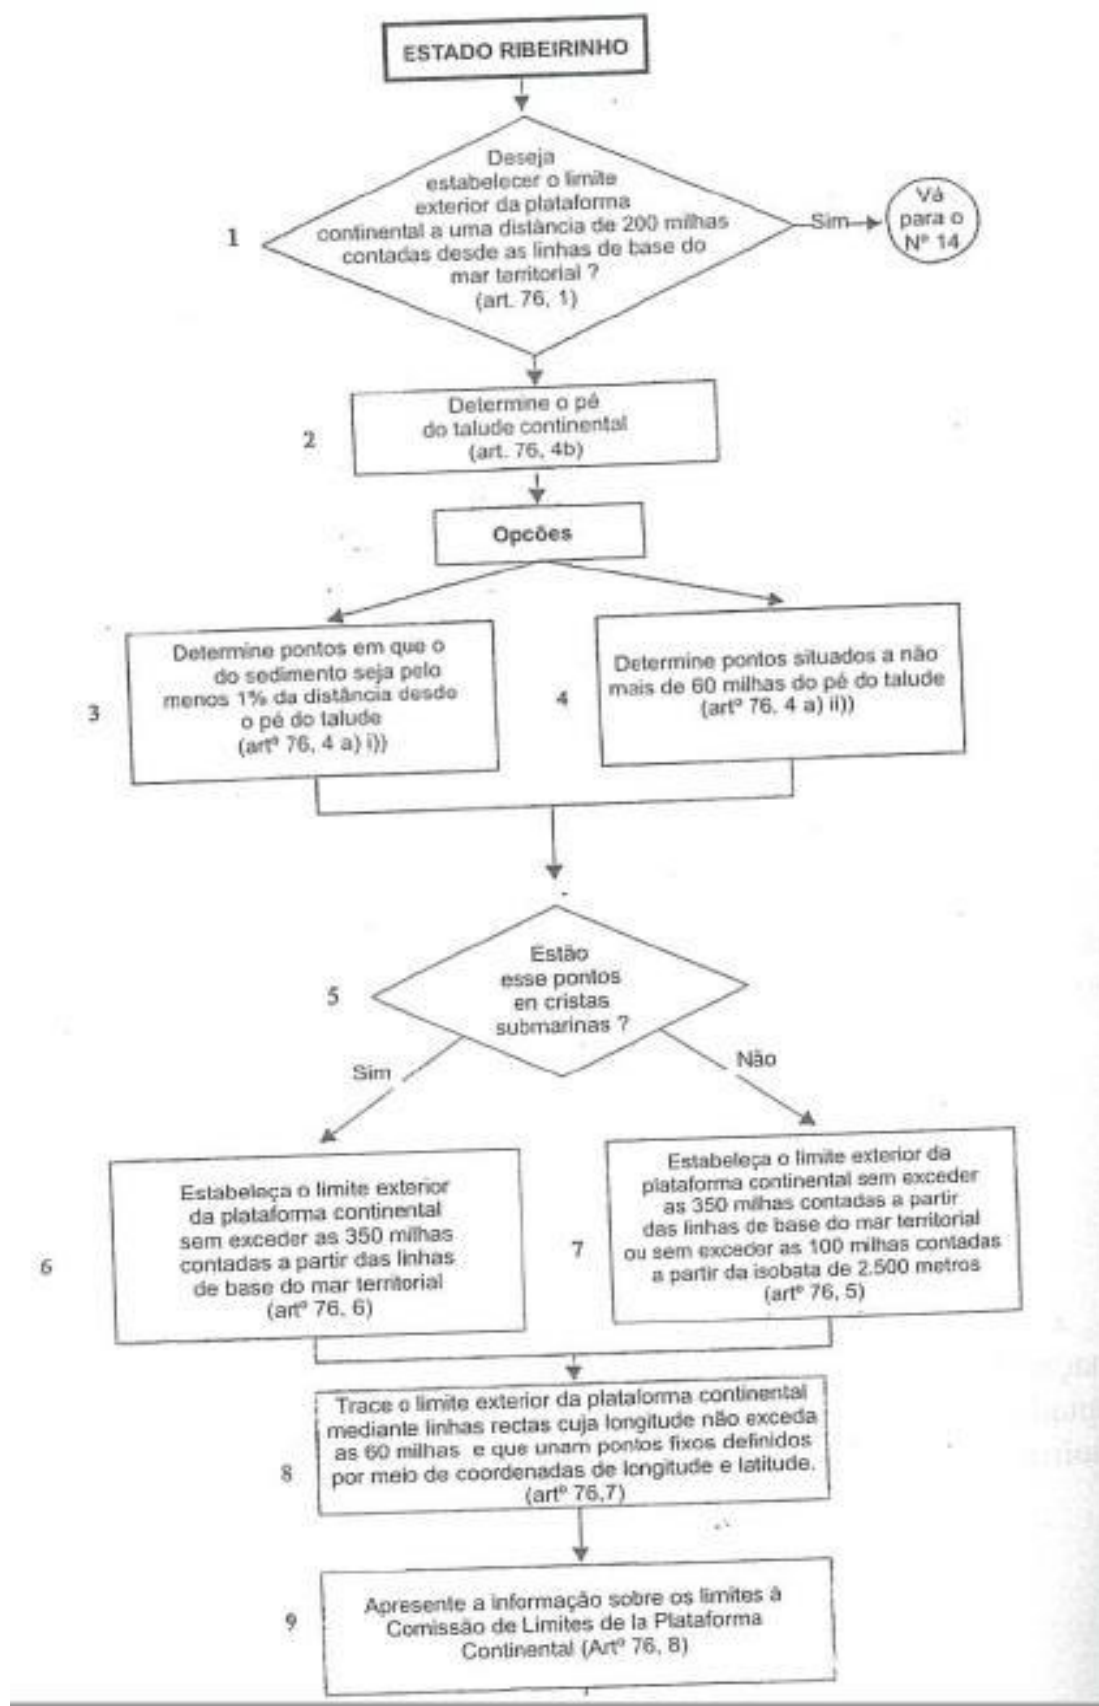 ESTADO RIBEIRINHO
Deseja
estabelecer o limite
exterior da plataforma
continental a uma distância de 200 milhas
contadas desde as linhas de base do
mar territorial ?
(art. 76, 1)
1
Sim
Vá
para o
Nº 14
Determine o pé
do talude continental
(art. 76, 4b)
2
Opcões
Determine pontos em que o
do sedimento seja pelo
menos 1% da distância desde
o pé do talude
(artº 76, 4 a) i))
3
Determine pontos situados a não
mais de 60 milhas do pé do talude
(artº 76, 4 a) ii))
4
Estão
esse pontos
en cristas
submarinas ?
5
Sim
Não
Estabeleça o limite exterior
da plataforma continental
sem exceder as 350 milhas
contadas a partir das linhas
de base do mar territorial
(artº 76, 6)
6
Estabeleça o limite exterior da
plataforma continental sem exceder
as 350 milhas contadas a partir
das linhas de base do mar territorial
ou sem exceder as 100 milhas contadas
a partir da isobata de 2.500 metros
(artº 76, 5)
7
Trace o limite exterior da plataforma continental
mediante linhas rectas cuja longitude não exceda
as 60 milhas e que unam pontos fixos definidos
por meio de coordenadas de longitude e latitude.
(artº 76,7)
8
Apresente a informação sobre os limites à
Comissão de Limites de la Plataforma
Continental (Artº 76, 8)
9